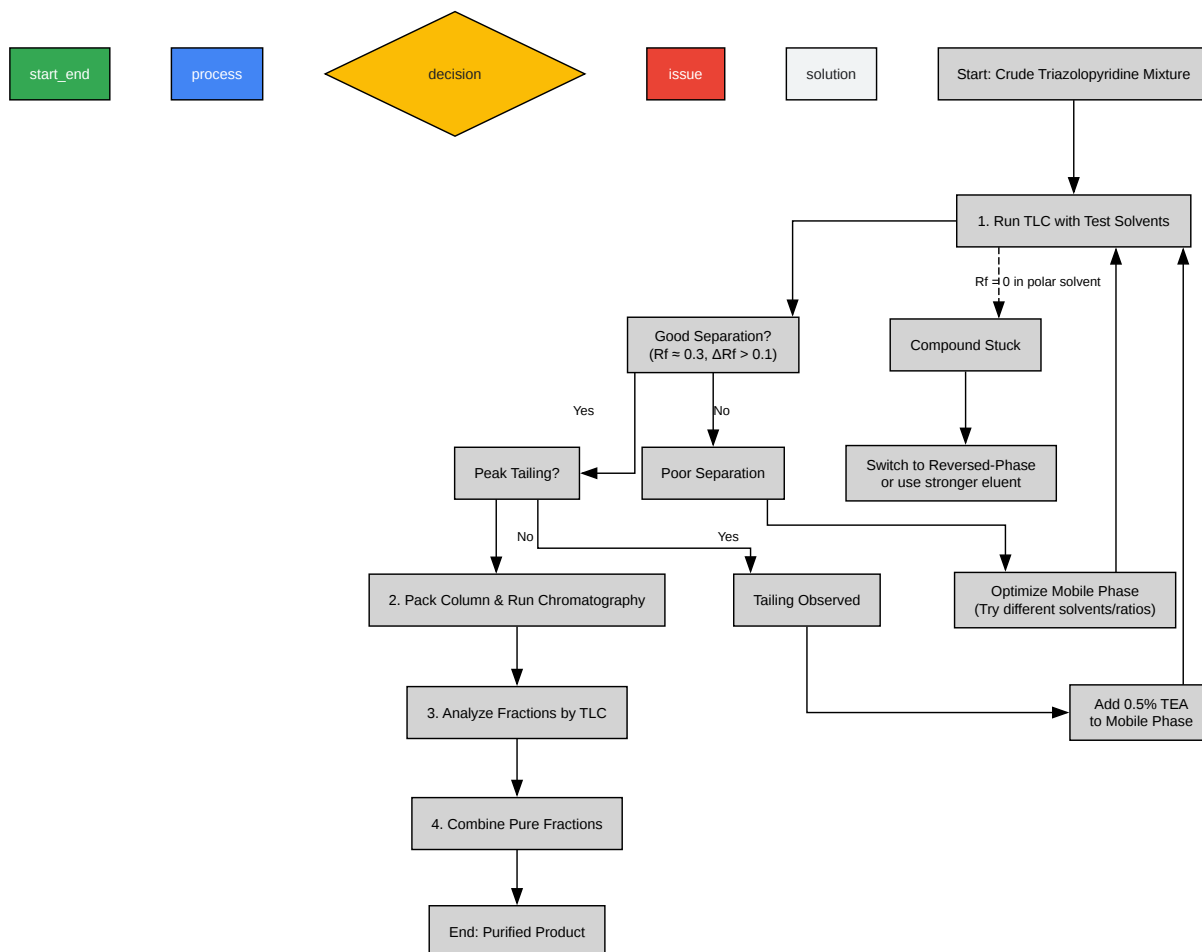 start_end
process
decision
issue
solution
Start: Crude Triazolopyridine Mixture
1. Run TLC with Test Solvents
Rf = 0 in polar solvent
Good Separation?
(Rf ≈ 0.3, ΔRf > 0.1)
Compound Stuck
Yes
No
Peak Tailing?
Poor Separation
Switch to Reversed-Phase
or use stronger eluent
No
Yes
2. Pack Column & Run Chromatography
Tailing Observed
Optimize Mobile Phase
(Try different solvents/ratios)
3. Analyze Fractions by TLC
Add 0.5% TEA
to Mobile Phase
4. Combine Pure Fractions
End: Purified Product